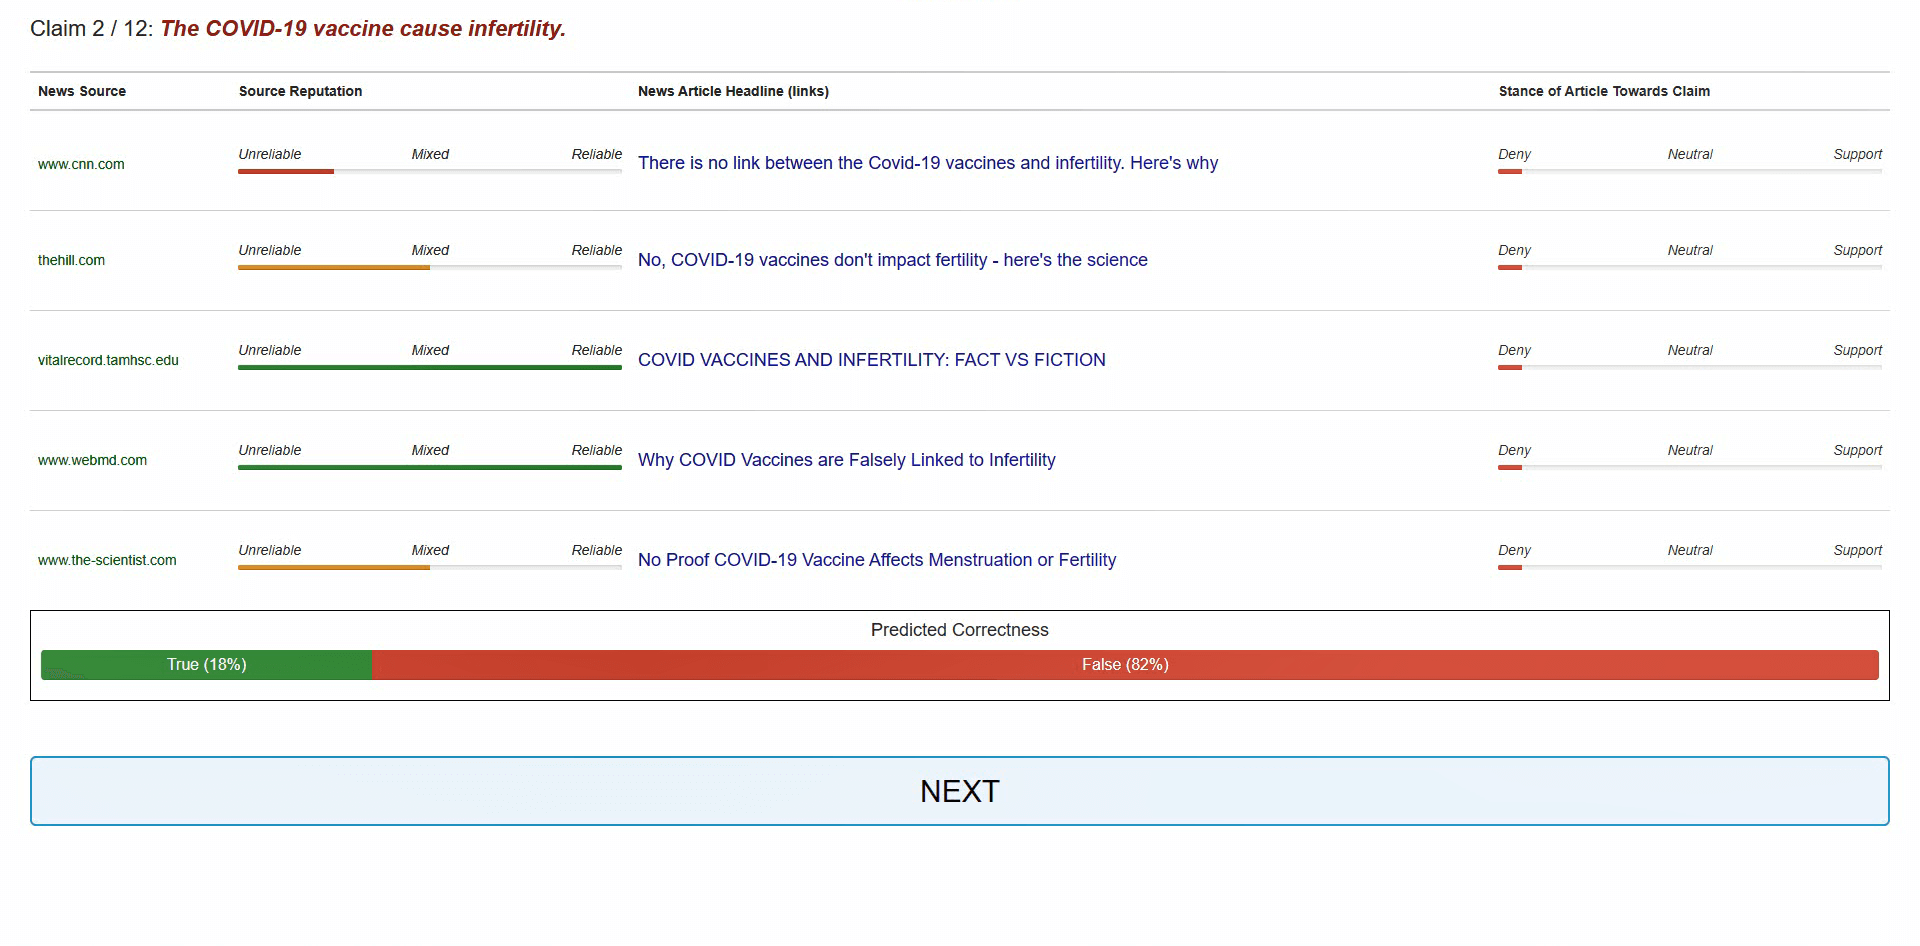 Claim 2 / 12: The COVID-19 vaccine cause infertility.
News Source Source Reputation News Article Headline (links) Stance of Article Towards Claim
Unreliable Mixed Reliable Deny Neutral Support
www.cnn.com There is no link between the Covid-19 vaccines and infertility. Here's why
Unreliable Mixed Reliable Deny Neutral Support
thehill.com No, COVID-19 vaccines don't impact fertility - here's the science
Unreliable Mixed Reliable Deny Neutral Support
vitalrecord.tamhsc.edu COVID VACCINES AND INFERTILITY: FACT VS FICTION
Unreliable Mixed Reliable Deny Neutral Support
www.webmd.com Why COVID Vaccines are Falsely Linked to Infertility
Unreliable Mixed Reliable Deny Neutral Support
www.the-scientist.com No Proof COVID-19 Vaccine Affects Menstruation or Fertility
Predicted Correctness
True (18%) False (82%)
NEXT